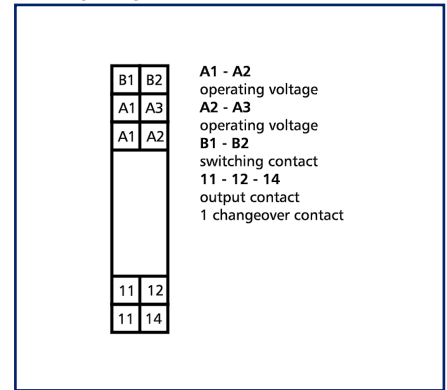 B1 B2
A1 A3
A1 A2
11 12
11 14
A1 - A2
operating voltage
A2 - A3
operating voltage
B1 - B2
switching contact
11 - 12 - 14
output contact
1 changeover contact